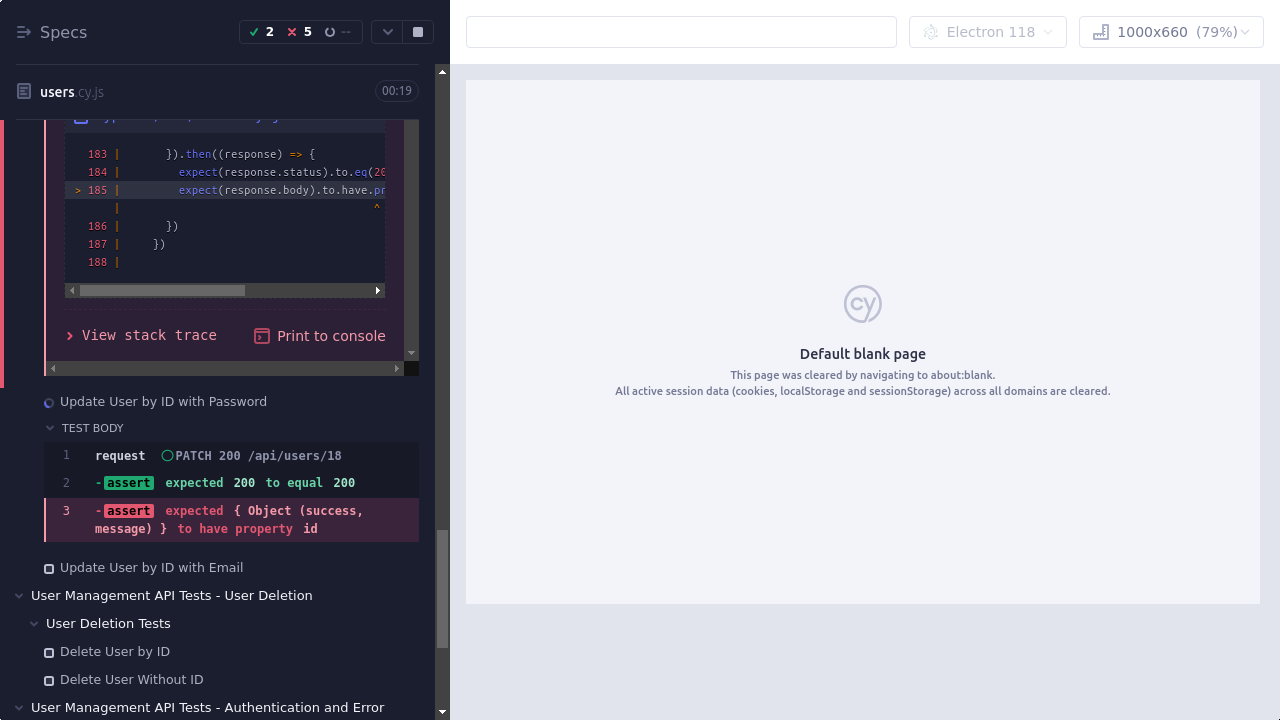 Specs
2
5
--
Electron 118
1000x660 (79%)
users.cy.js
00:19
183 | }).then((response) => {
184 | expect(response.status).to.eq(20
> 185 | expect(response.body).to.have.pr
| ^
186 | })
187 | })
188 |
View stack trace
Print to console
Update User by ID with Password
TEST BODY
1 request PATCH 200 /api/users/18
2 -assert expected 200 to equal 200
3 -assert expected { Object (success,
message) } to have property id
Update User by ID with Email
User Management API Tests - User Deletion
User Deletion Tests
Delete User by ID
Delete User Without ID
User Management API Tests - Authentication and Error
cy
Default blank page
This page was cleared by navigating to about:blank.
All active session data (cookies, localStorage and sessionStorage) across all domains are cleared.